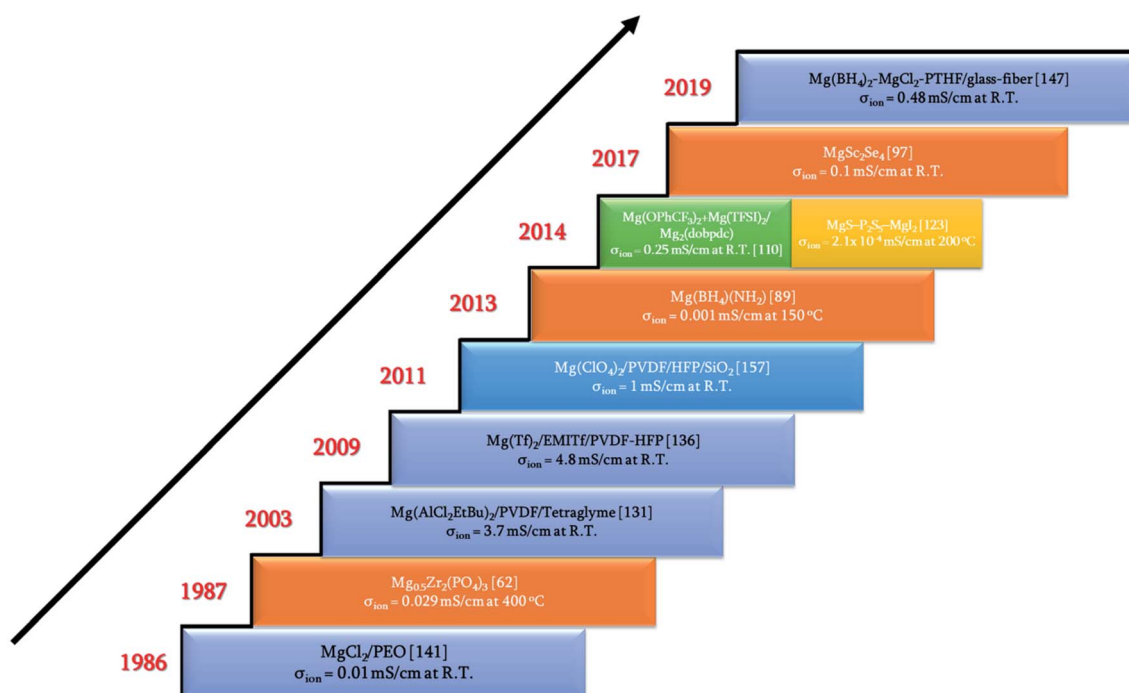 2019
Mg(BH₄)₂-MgCl₂-PTHF/glass-fiber [147]
σᵢₒₙ = 0.48 mS/cm at R.T.
2017
MgSc₂Se₄ [97]
σᵢₒₙ = 0.1 mS/cm at R.T.
2014
Mg(OPhCF₃)₂+Mg(TFSI)₂/
Mg₂(dobpdc)
σᵢₒₙ = 0.25 mS/cm at R.T. [110]
MgS–P₂S₅–MgI₂ [123]
σᵢₒₙ = 2.1x 10⁻⁴ mS/cm at 200 °C
2013
Mg(BH₄)(NH₂) [89]
σᵢₒₙ = 0.001 mS/cm at 150 °C
2011
Mg(ClO₄)₂/PVDF/HFP/SiO₂ [157]
σᵢₒₙ = 1 mS/cm at R.T.
2009
Mg(Tf)₂/EMITf/PVDF-HFP [136]
σᵢₒₙ = 4.8 mS/cm at R.T.
2003
Mg(AlCl₂EtBu)₂/PVDF/Tetraglyme [131]
σᵢₒₙ = 3.7 mS/cm at R.T.
1987
Mg₀.₅Zr₂(PO₄)₃ [62]
σᵢₒₙ = 0.029 mS/cm at 400 °C
1986
MgCl₂/PEO [141]
σᵢₒₙ = 0.01 mS/cm at R.T.